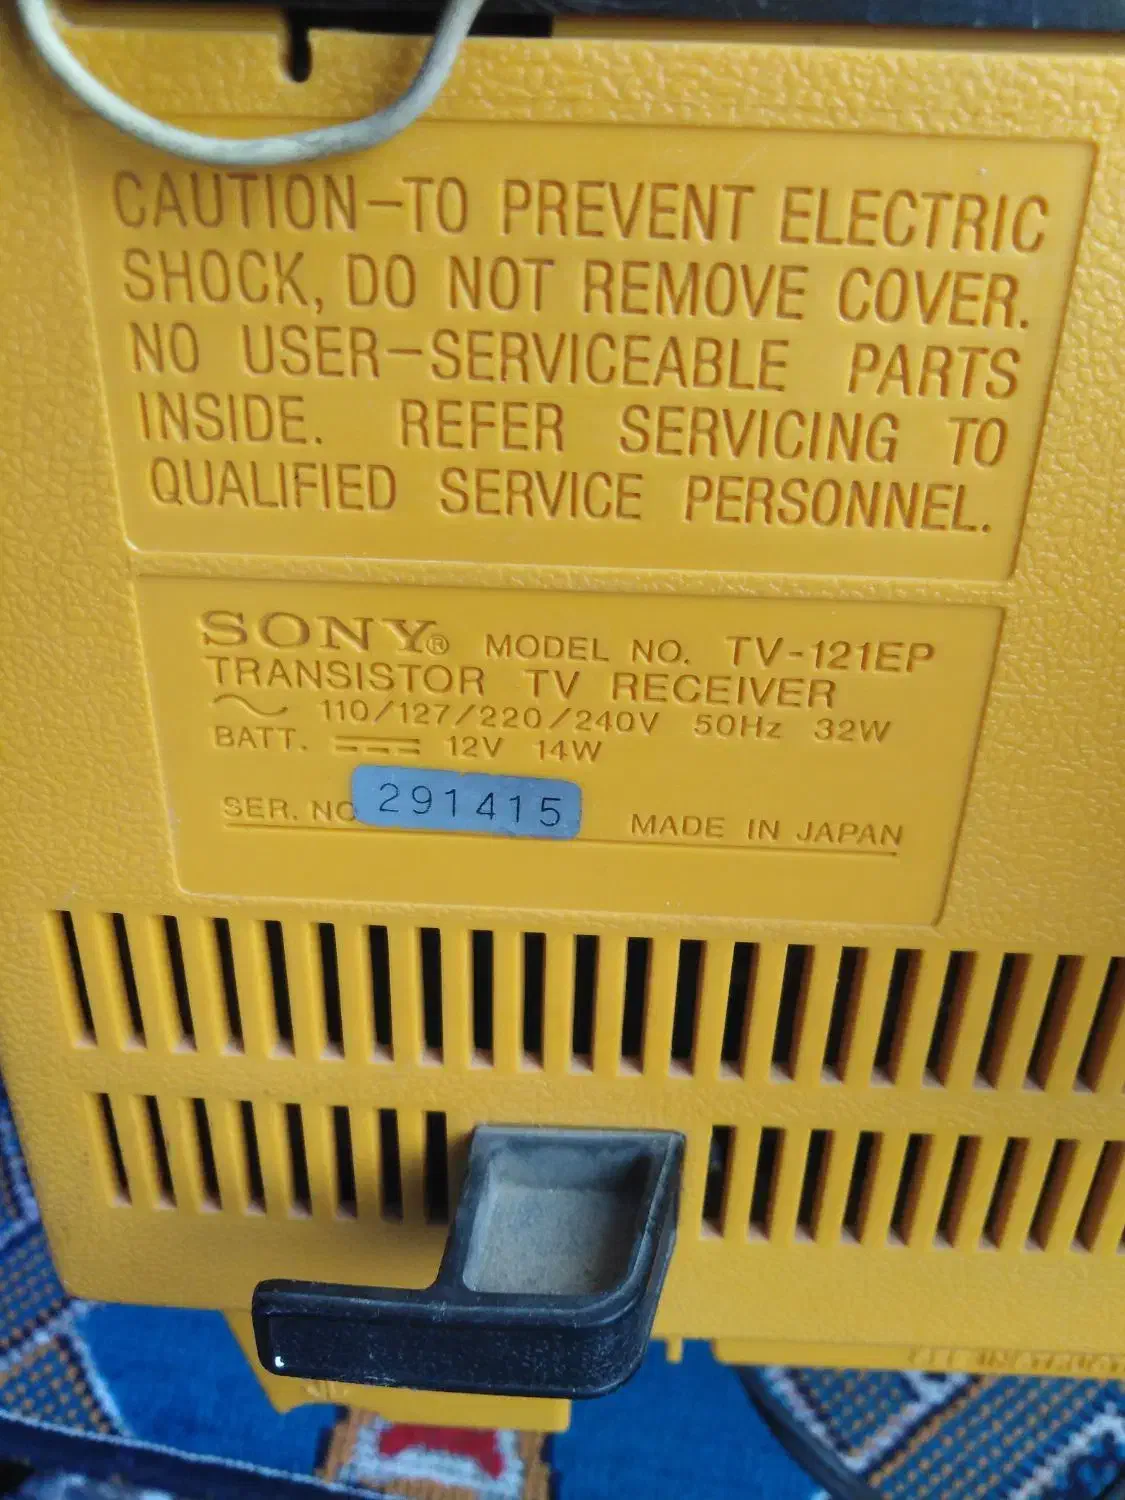 CAUTION-TO PREVENT ELECTRIC
SHOCK, DO NOT REMOVE COVER.
NO USER-SERVICEABLE PARTS
INSIDE. REFER SERVICING TO
QUALIFIED SERVICE PERSONNEL.
SONY® MODEL NO. TV-121EP
TRANSISTOR TV RECEIVER
~ 110/127/220/240V 50Hz 32W
BATT. ⎓ 12V 14W
SER. NO 291415 MADE IN JAPAN